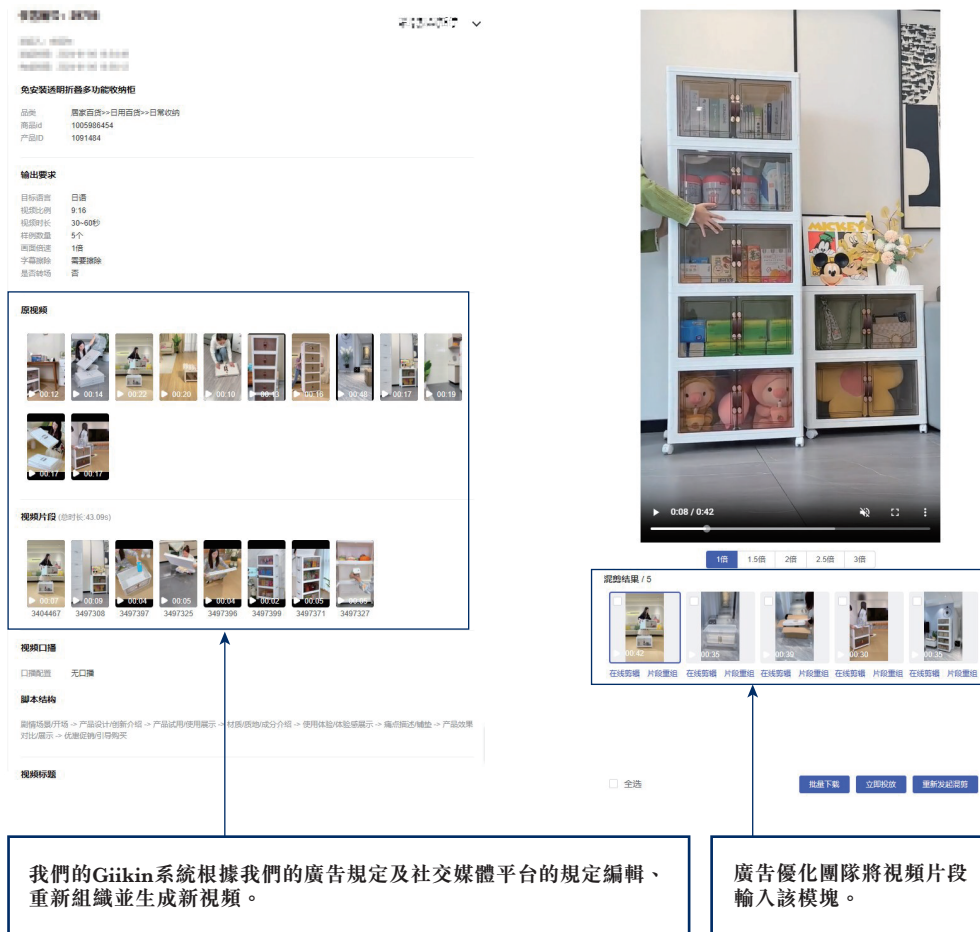 免安装透明折叠多功能收纳柜
品类 居家百货>>日用百货>>日常收纳
商品id 1005986454
产品ID 1091484
输出要求
目标语言 日语
视频比例 9:16
视频时长 30~60秒
样例数量 5个
画面倍速 1倍
字幕擦除 需要擦除
是否转场 否
原视频
00:12 00:14 00:22 00:20 00:10 00:13 00:16 00:48 00:17 00:19
00:17 00:17
视频片段 (总时长:43.09s)
00:07 00:09 00:04 00:05 00:04 00:02 00:05
3404467 3497308 3497397 3497325 3497396 3497399 3497371 3497327
视频口播
口播配置 无口播
脚本结构
剧情场景/开场 -> 产品设计/创新介绍 -> 产品试用/使用展示 -> 材质/质地/成分介绍 -> 使用体验/体验感展示 -> 痛点描述/铺垫 -> 产品效果
对比/展示 -> 优惠促销/引导购买
视频标题
MICKEY
0:08 / 0:42
1倍 1.5倍 2倍 2.5倍 3倍
混剪结果 / 5
00:42 00:35 00:39 00:30 00:35
在线剪辑 片段重组 在线剪辑 片段重组 在线剪辑 片段重组 在线剪辑 片段重组 在线剪辑 片段重组
全选 批量下载 立即投放 重新发起混剪
我們的Giikin系統根據我們的廣告規定及社交媒體平台的規定編輯、
重新組織並生成新視頻。
廣告優化團隊將視頻片段
輸入該模塊。